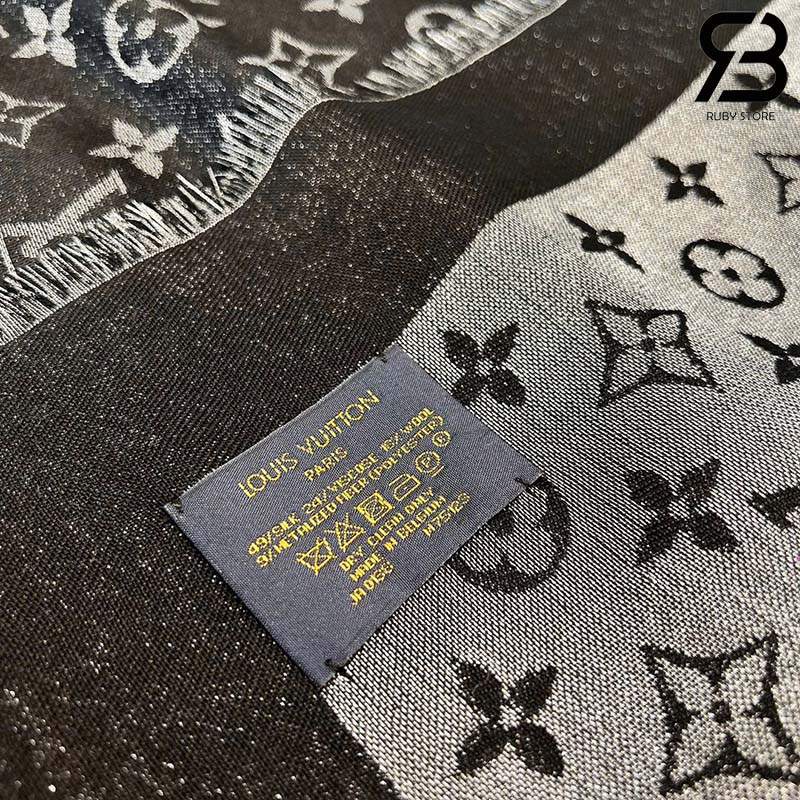 RUBY STORE
LOUIS VUITTON
PARIS
49%SILK 24%VISCOSE 18%WOOL
9%METALIZED FIBER (POLYESTER)
DRY CLEAN ONLY
MADE IN BELGIUM
M75123